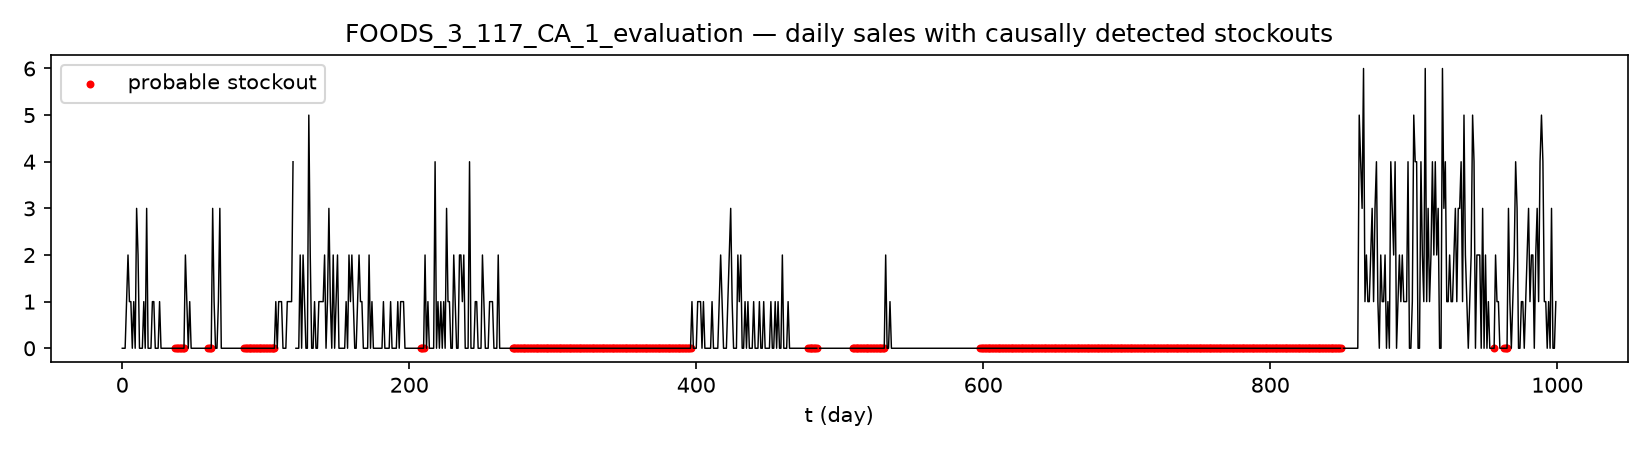 FOODS_3_117_CA_1_evaluation — daily sales with causally detected stockouts
probable stockout
6
5
4
3
2
1
0
0 200 400 600 800 1000
t (day)